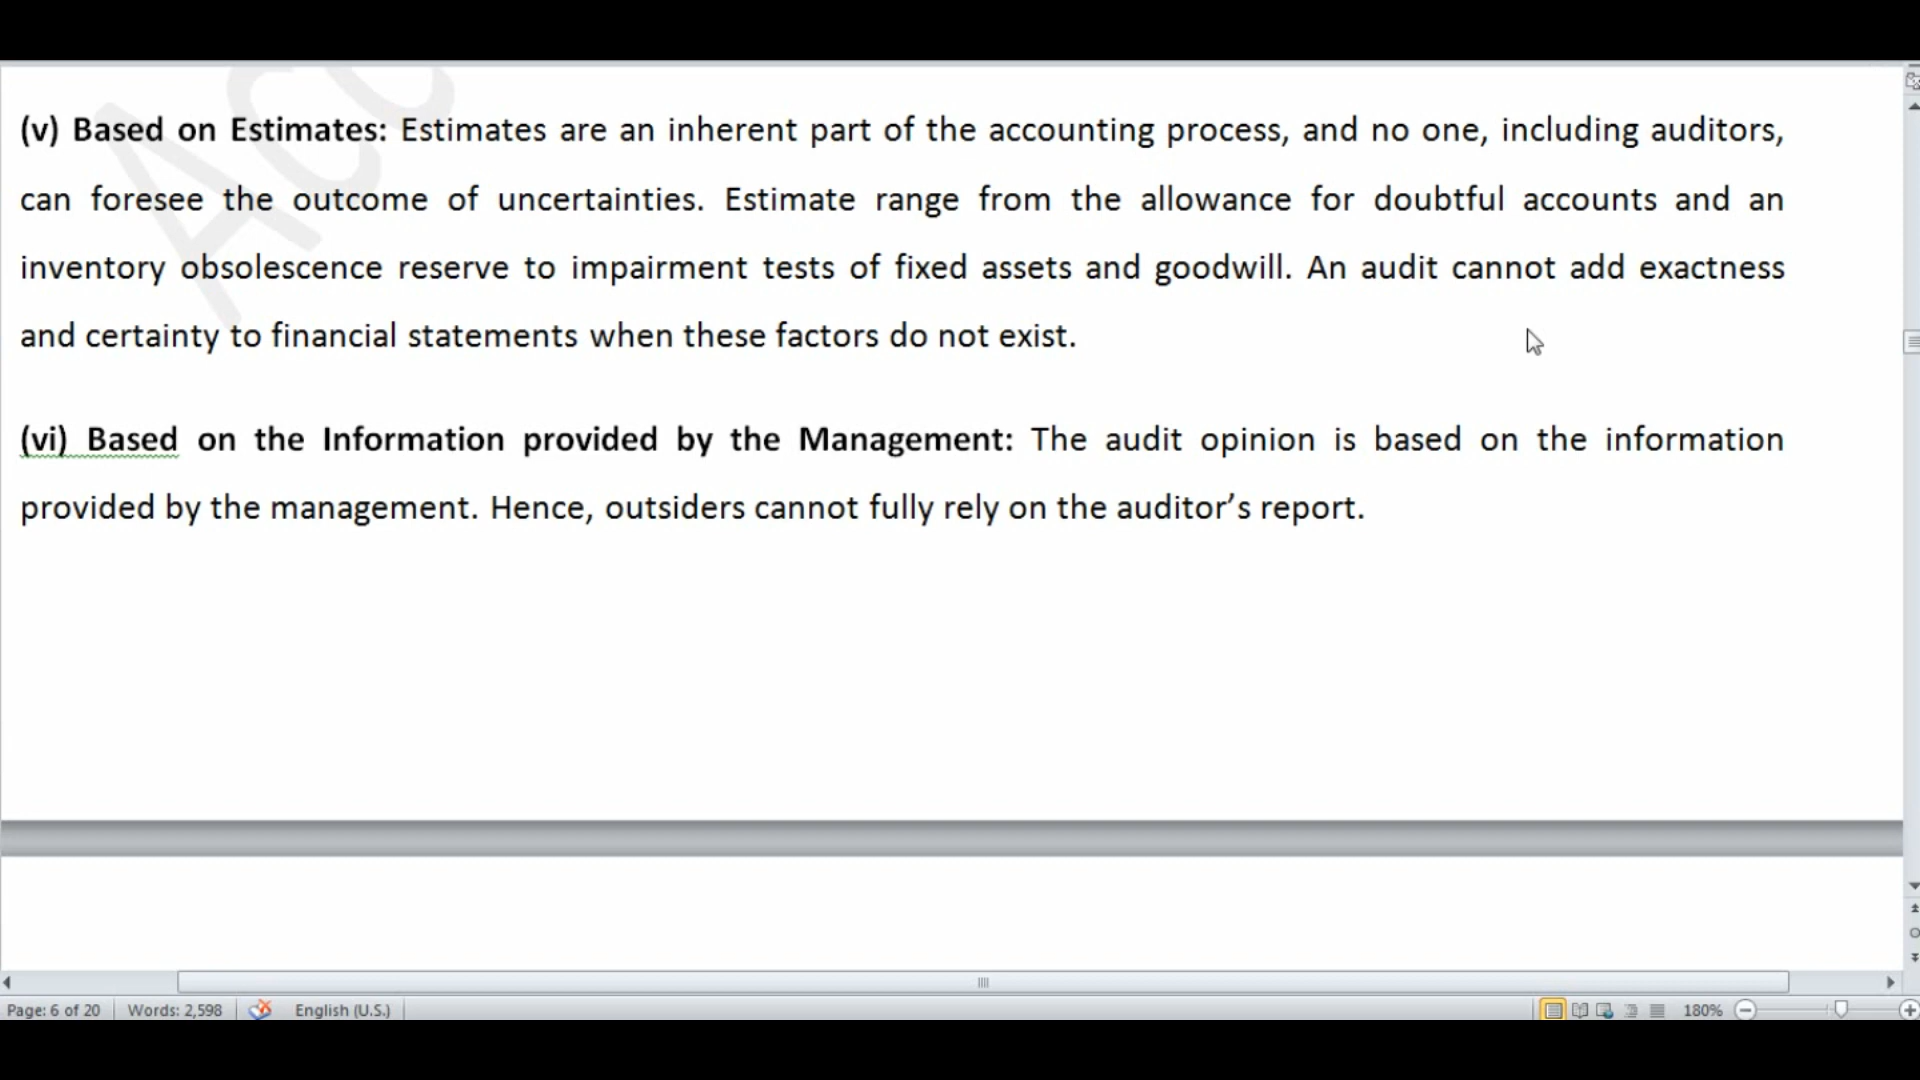 Acc
(v) Based on Estimates: Estimates are an inherent part of the accounting process, and no one, including auditors,
can foresee the outcome of uncertainties. Estimate range from the allowance for doubtful accounts and an
inventory obsolescence reserve to impairment tests of fixed assets and goodwill. An audit cannot add exactness
and certainty to financial statements when these factors do not exist.
(vi) Based on the Information provided by the Management: The audit opinion is based on the information
provided by the management. Hence, outsiders cannot fully rely on the auditor’s report.
Page: 6 of 20 Words: 2,598 English (U.S.) 180%